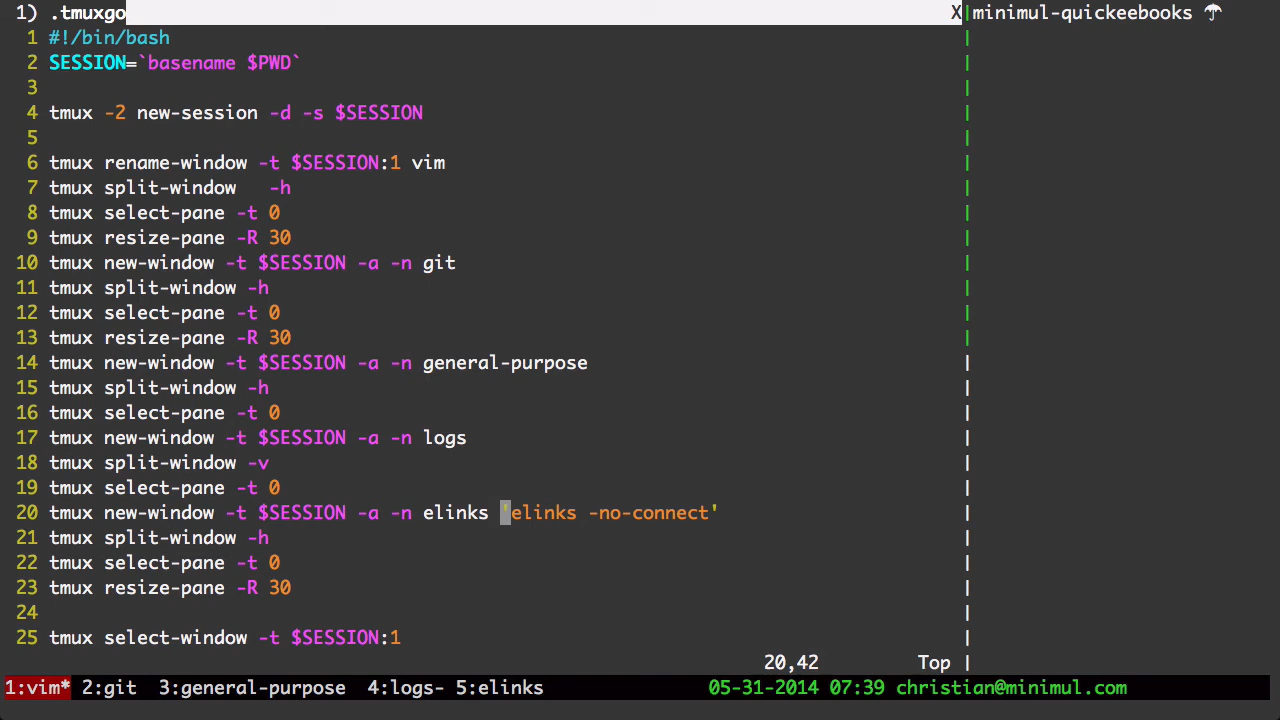 1) .tmuxgo X|minimul-quickeebooks ☂
1 #!/bin/bash
2 SESSION=`basename $PWD`
3
4 tmux -2 new-session -d -s $SESSION
5
6 tmux rename-window -t $SESSION:1 vim
7 tmux split-window   -h
8 tmux select-pane -t 0
9 tmux resize-pane -R 30
10 tmux new-window -t $SESSION -a -n git
11 tmux split-window -h
12 tmux select-pane -t 0
13 tmux resize-pane -R 30
14 tmux new-window -t $SESSION -a -n general-purpose
15 tmux split-window -h
16 tmux select-pane -t 0
17 tmux new-window -t $SESSION -a -n logs
18 tmux split-window -v
19 tmux select-pane -t 0
20 tmux new-window -t $SESSION -a -n elinks 'elinks -no-connect'
21 tmux split-window -h
22 tmux select-pane -t 0
23 tmux resize-pane -R 30
24
25 tmux select-window -t $SESSION:1
20,42 Top
1:vim* 2:git 3:general-purpose 4:logs- 5:elinks 05-31-2014 07:39 christian@minimul.com